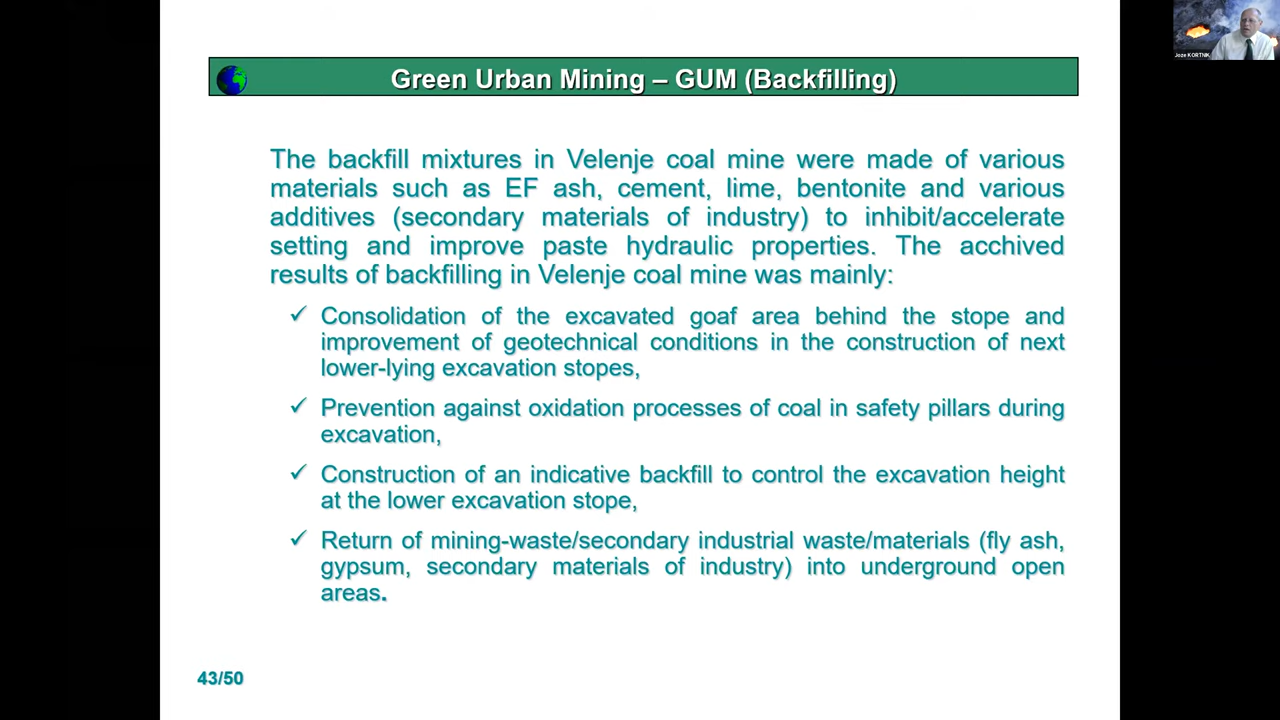 Joze KORTNIK
Green Urban Mining – GUM (Backfilling)
The backfill mixtures in Velenje coal mine were made of various
materials such as EF ash, cement, lime, bentonite and various
additives (secondary materials of industry) to inhibit/accelerate
setting and improve paste hydraulic properties. The acchived
results of backfilling in Velenje coal mine was mainly:
✓ Consolidation of the excavated goaf area behind the stope and
improvement of geotechnical conditions in the construction of next
lower-lying excavation stopes,
✓ Prevention against oxidation processes of coal in safety pillars during
excavation,
✓ Construction of an indicative backfill to control the excavation height
at the lower excavation stope,
✓ Return of mining-waste/secondary industrial waste/materials (fly ash,
gypsum, secondary materials of industry) into underground open
areas.
43/50